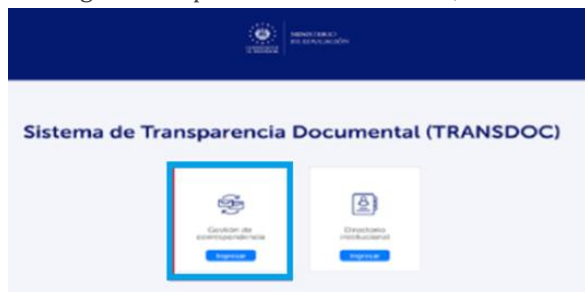 MINISTERIO
DE EDUCACIÓN
Sistema de Transparencia Documental (TRANSDOC)
Gestión de
correspondencia
Ingresar
Directorio
institucional
Ingresar